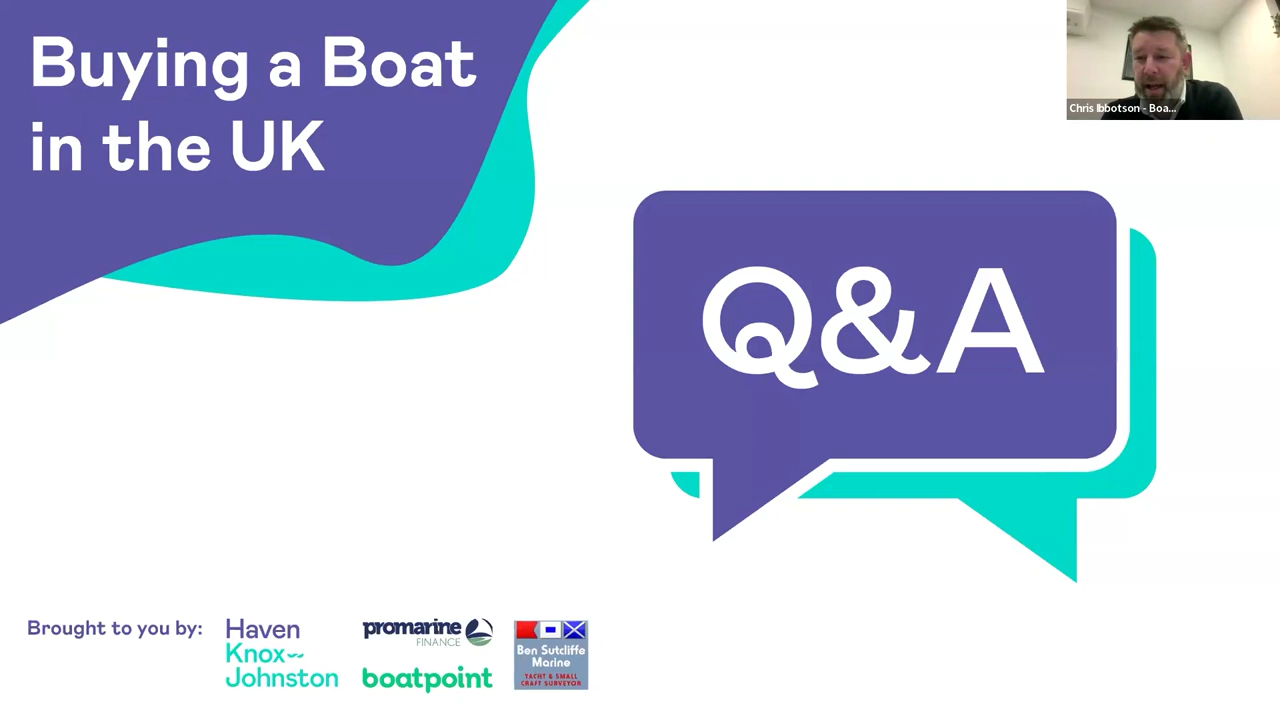 Buying a Boat
in the UK
Chris Ibbotson - Boa...
Q&A
Brought to you by:
Haven
Knox~
Johnston
promarine
FINANCE
boatpoint
Ben Sutcliffe
Marine
YACHT & SMALL
CRAFT SURVEYOR